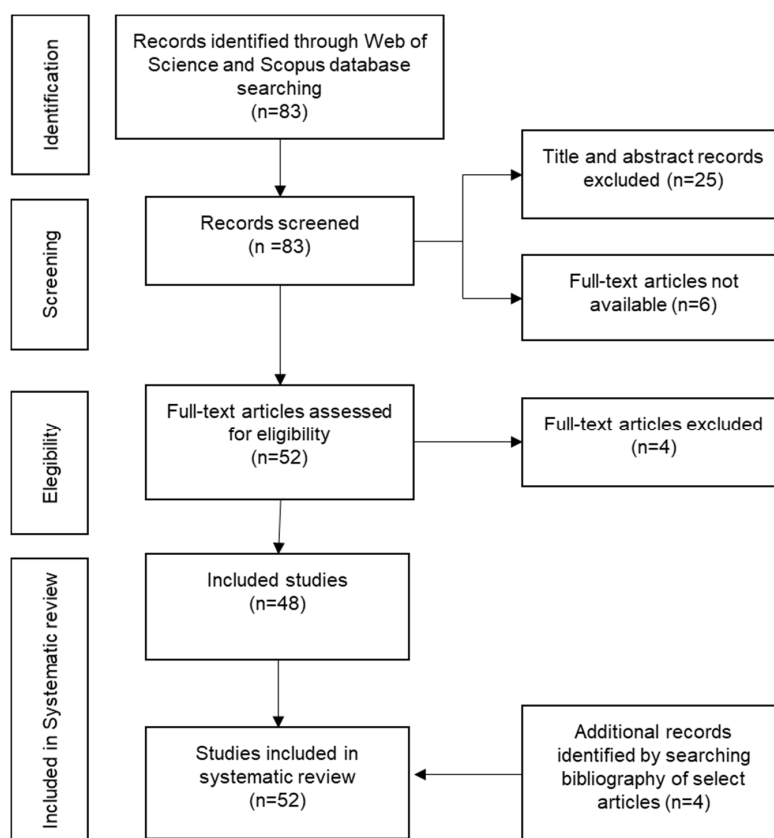 Identification
Records identified through Web of
Science and Scopus database
searching
(n=83)
Title and abstract records
excluded (n=25)
Screening
Records screened
(n =83)
Full-text articles not
available (n=6)
Elegibility
Full-text articles assessed
for eligibility
(n=52)
Full-text articles excluded
(n=4)
Included in Systematic review
Included studies
(n=48)
Studies included in
systematic review
(n=52)
Additional records
identified by searching
bibliography of select
articles (n=4)